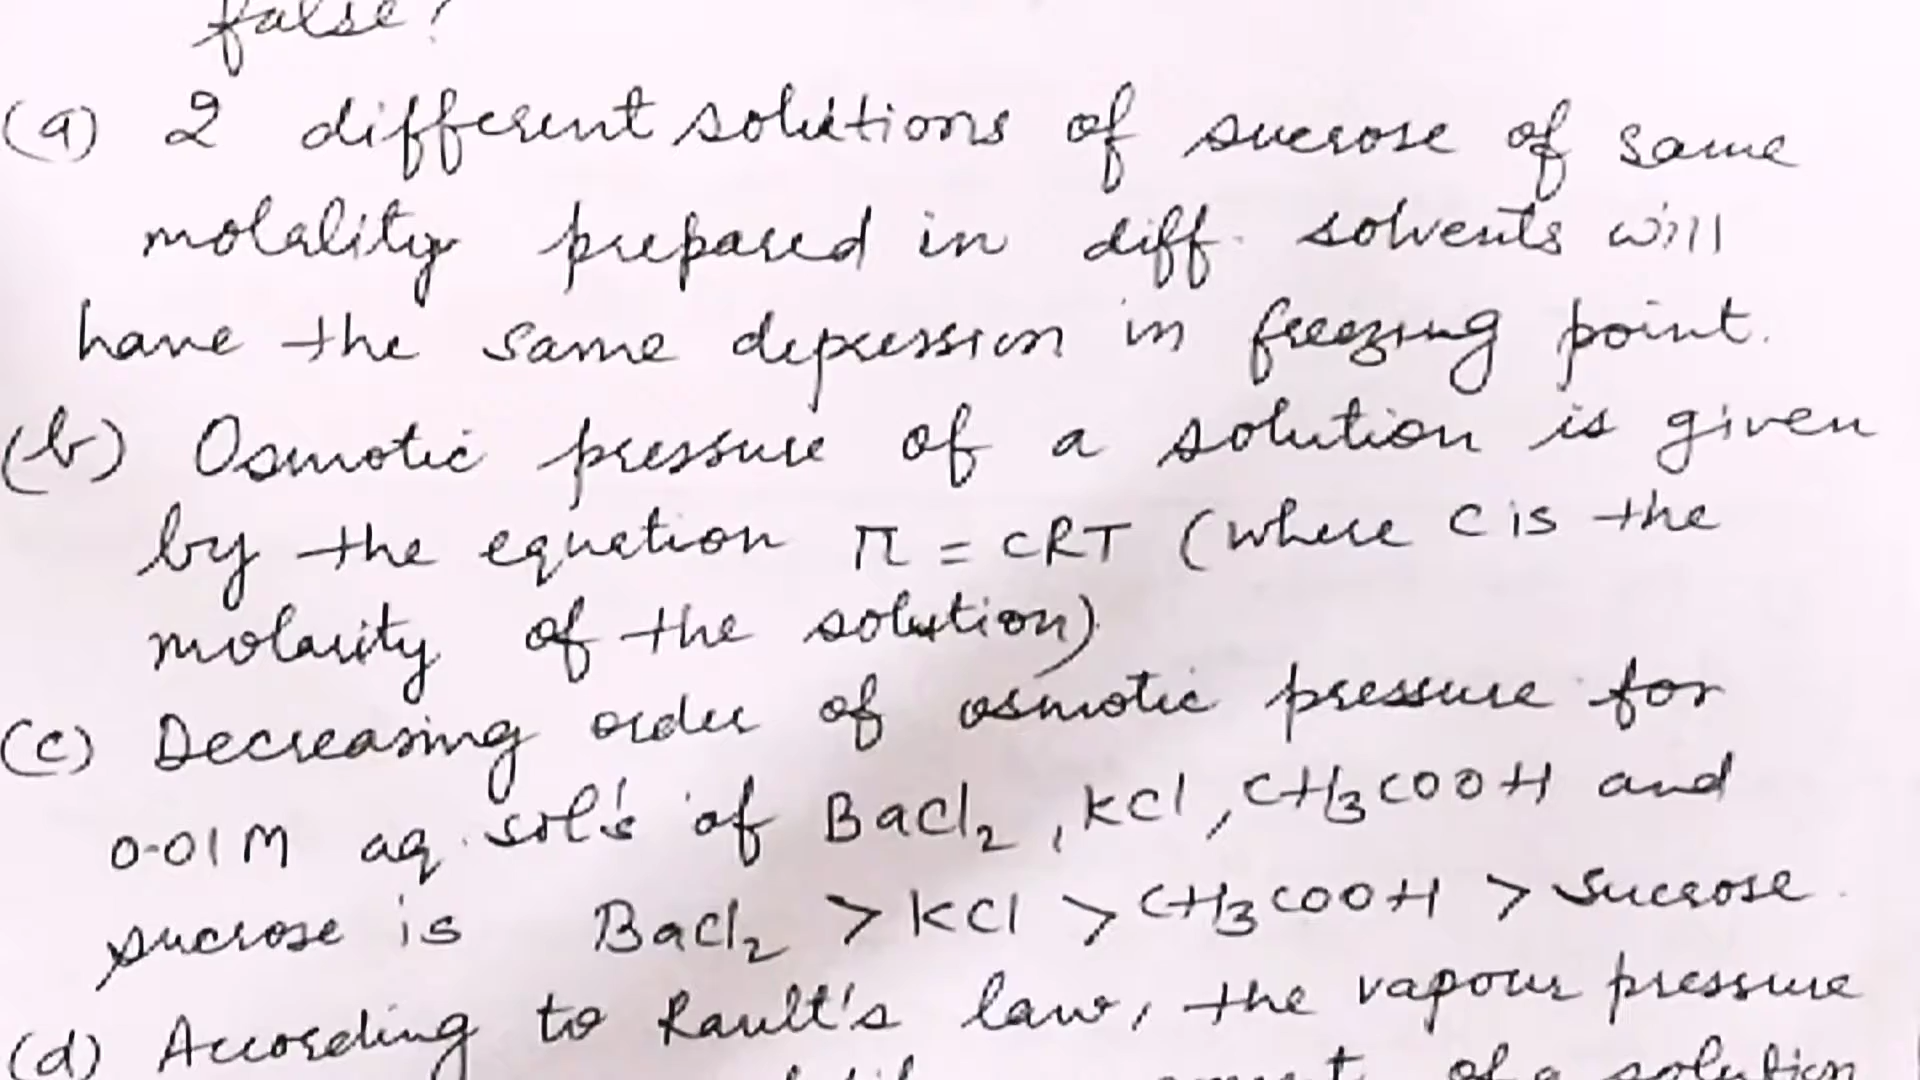 false?
(a) 2 different solutions of sucrose of same
molality prepared in diff. solvents will
have the same depression in freezing point.
(b) Osmotic pressure of a solution is given
by the equation π = CRT (where C is the
molarity of the solution)
(c) Decreasing order of osmotic pressure for
0.01 M aq. sol's of BaCl₂, KCl, CH₃COOH and
sucrose is BaCl₂ > KCl > CH₃COOH > Sucrose.
(d) According to Rault's law, the vapour pressure
of a solution